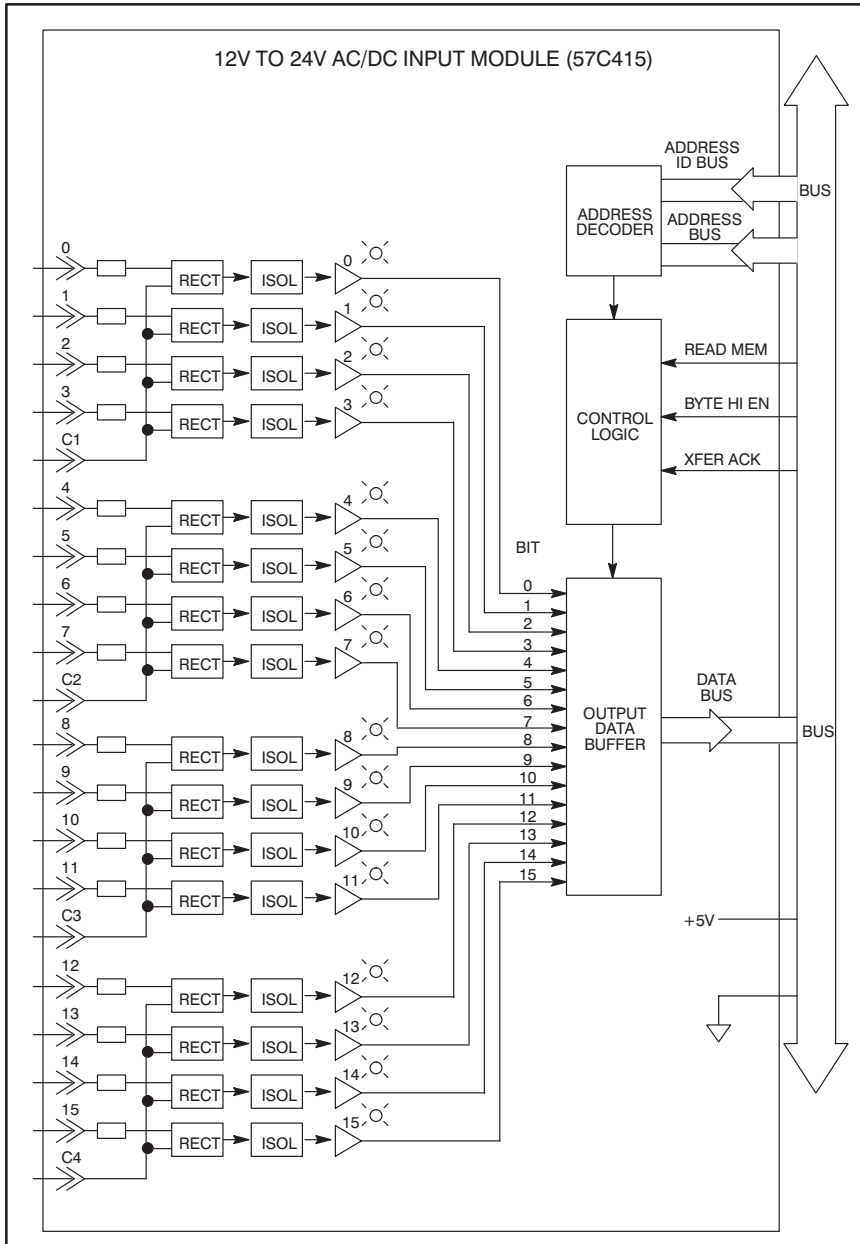 12V TO 24V AC/DC INPUT MODULE (57C415)
ADDRESS
ID BUS
BUS
ADDRESS
DECODER
ADDRESS
BUS
0
RECT
ISOL
0
1
RECT
ISOL
1
2
RECT
ISOL
2
3
RECT
ISOL
3
C1
READ MEM
BYTE HI EN
CONTROL
LOGIC
XFER ACK
4
RECT
ISOL
4
5
RECT
ISOL
5
6
RECT
ISOL
6
7
RECT
ISOL
7
C2
BIT
0
1
2
3
4
5
6
7
8
9
10
11
12
13
14
15
OUTPUT
DATA
BUFFER
DATA
BUS
BUS
8
RECT
ISOL
8
9
RECT
ISOL
9
10
RECT
ISOL
10
11
RECT
ISOL
11
C3
+5V
12
RECT
ISOL
12
13
RECT
ISOL
13
14
RECT
ISOL
14
15
RECT
ISOL
15
C4